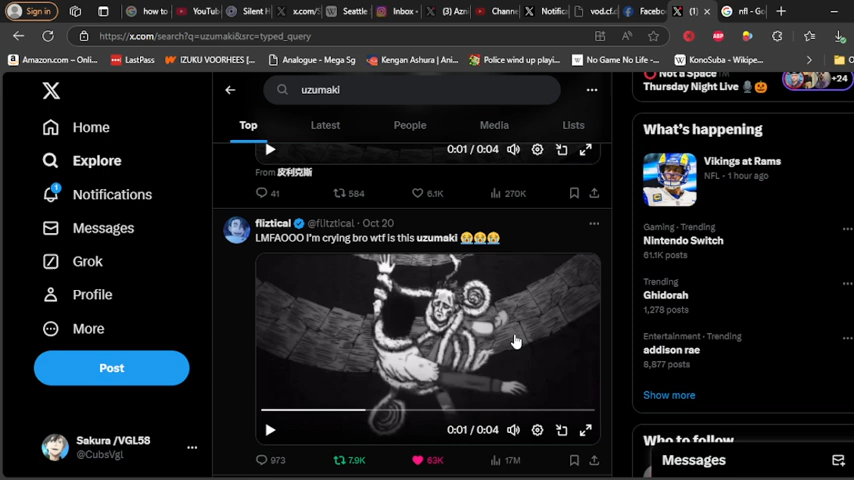 Sign in
how to
YouTub
Silent H
x.com/S
Seattle
Inbox -
(3) Azn
Chann
Notific
vod.cf.
Facebo
(1)
nfl - Go
https://x.com/search?q=uzumaki&src=typed_query
ABP
Amazon.com – Onli...
LastPass
IZUKU VOORHEES (...
Analogue - Mega Sg
Kengan Ashura | Ani...
Police wind up playi...
No Game No Life -...
KonoSuba - Wikipe...
Home
Explore
1
Notifications
Messages
Grok
Profile
More
Post
Sakura /VGL58
@CubsVgl
uzumaki
Top
Latest
People
Media
Lists
0:01 / 0:04
From 皮利克斯
41
584
6.1K
270K
fliztical @flitztical · Oct 20
LMFAOOO I'm crying bro wtf is this uzumaki 😭😭😭
0:01 / 0:04
973
7.9K
63K
17M
Not a Space
Thursday Night Live 🎙️🎃
+24
What's happening
Vikings at Rams
NFL · 1 hour ago
Gaming · Trending
Nintendo Switch
61.1K posts
Trending
Ghidorah
1,278 posts
Entertainment · Trending
addison rae
8,877 posts
Show more
Who to follow
Messages